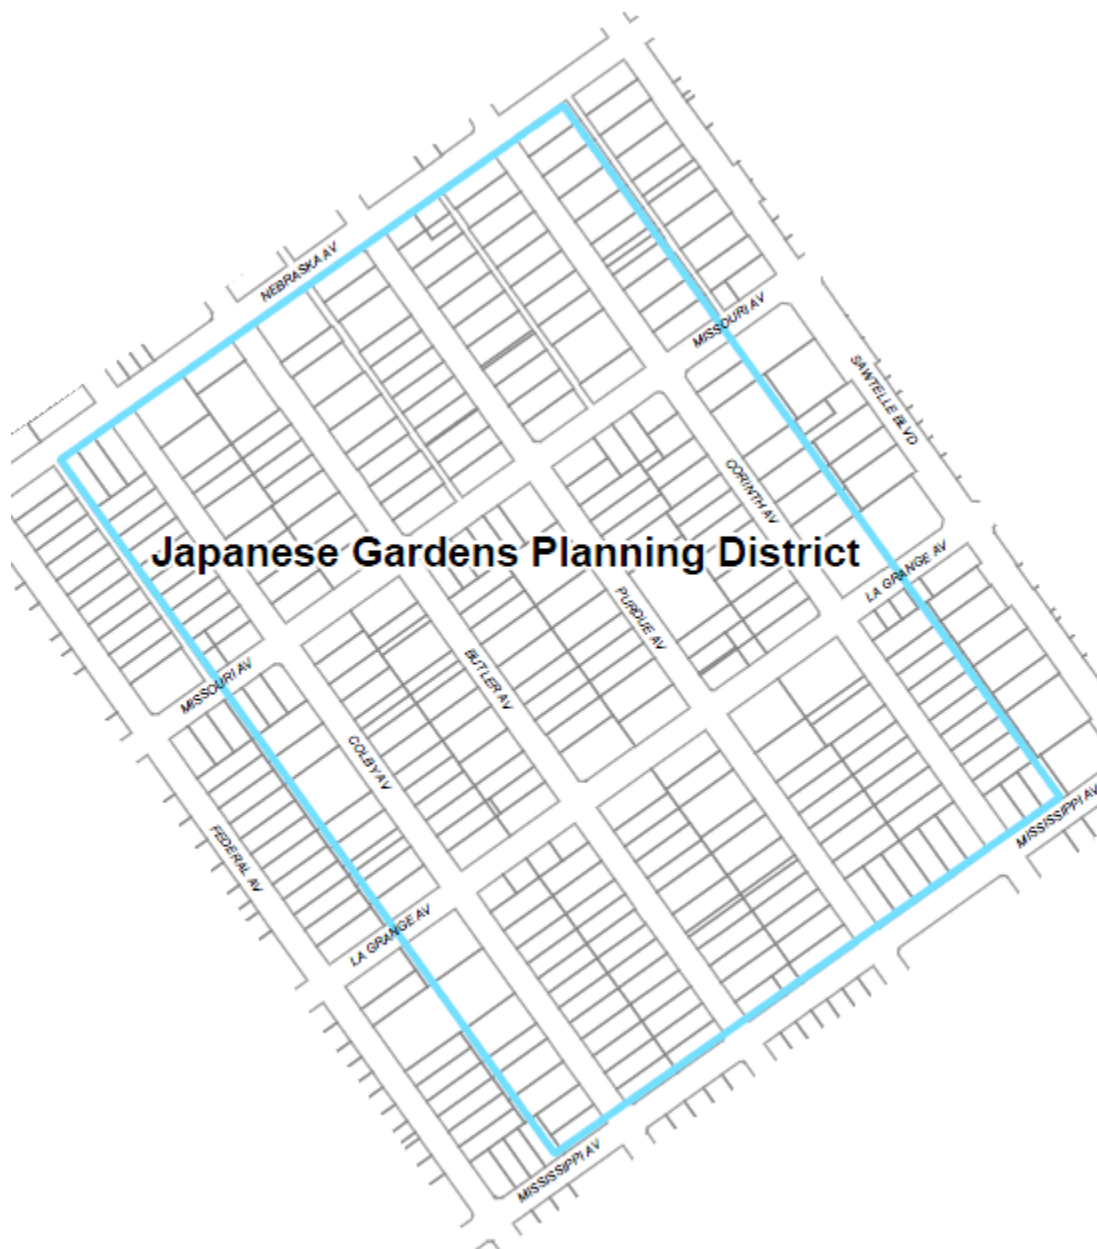 NEBRASKA AV
MISSOURI AV
SAWTELLE BLVD
CORINTH AV
Japanese Gardens Planning District
LA GRANGE AV
PURDUE AV
BUTLER AV
MISSOURI AV
COLBY AV
MISSISSIPPI AV
FEDERAL AV
LA GRANGE AV
MISSISSIPPI AV